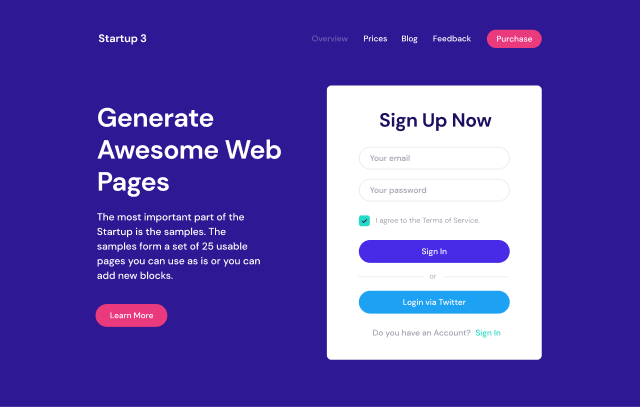 Startup 3
Overview Prices Blog Feedback Purchase
Generate
Awesome Web
Pages
The most important part of the
Startup is the samples. The
samples form a set of 25 usable
pages you can use as is or you can
add new blocks.
Learn More
Sign Up Now
Your email
Your password
I agree to the Terms of Service.
Sign In
or
Login via Twitter
Do you have an Account? Sign In